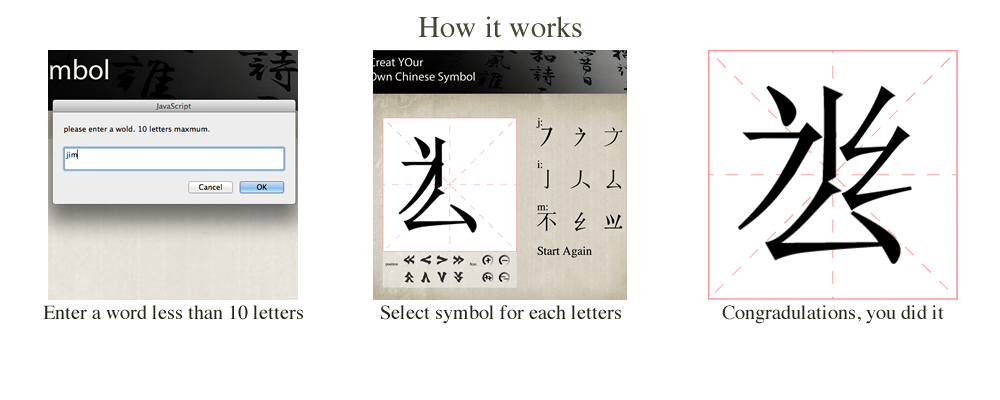 How it works
mbol
JavaScript
please enter a wold. 10 letters maxmum.
jim
Cancel
OK
Enter a word less than 10 letters
Creat YOur
Own Chinese Symbol
j:
i:
m:
不
Start Again
position
Select symbol for each letters
Congradulations, you did it